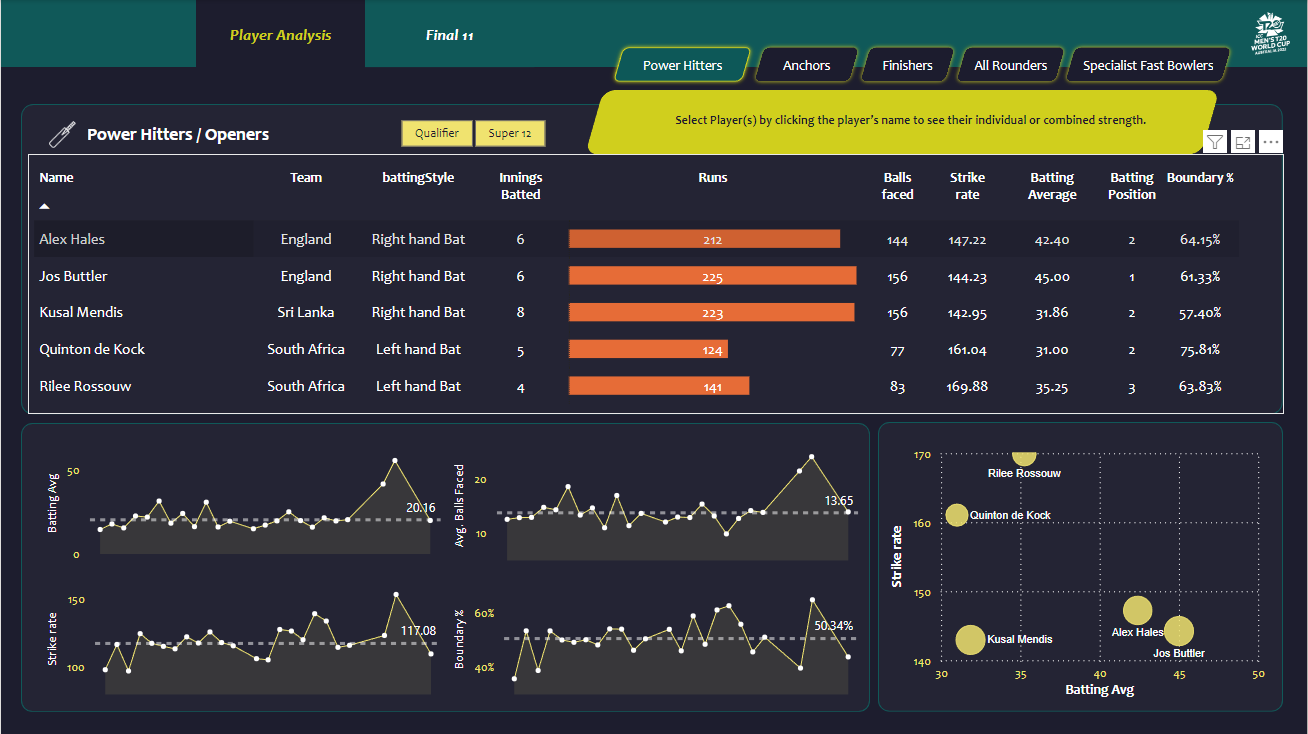 Player Analysis
Final 11
ICC
MEN'S T20
WORLD CUP
AUSTRALIA 2022
Power Hitters
Anchors
Finishers
All Rounders
Specialist Fast Bowlers
Power Hitters / Openers
Qualifier
Super 12
Select Player(s) by clicking the player's name to see their individual or combined strength.
Name Team battingStyle Innings Batted Runs Balls faced Strike rate Batting Average Batting Position Boundary %
Alex Hales England Right hand Bat 6 212 144 147.22 42.40 2 64.15%
Jos Buttler England Right hand Bat 6 225 156 144.23 45.00 1 61.33%
Kusal Mendis Sri Lanka Right hand Bat 8 223 156 142.95 31.86 2 57.40%
Quinton de Kock South Africa Left hand Bat 5 124 77 161.04 31.00 2 75.81%
Rilee Rossouw South Africa Left hand Bat 4 141 83 169.88 35.25 3 63.83%
Batting Avg
50
0
20.16
Avg. Balls Faced
20
10
13.65
Strike rate
150
100
117.08
Boundary %
60%
40%
50.34%
Strike rate
170
160
150
140
Rilee Rossouw
Quinton de Kock
Alex Hales
Kusal Mendis
Jos Buttler
30 35 40 45 50
Batting Avg